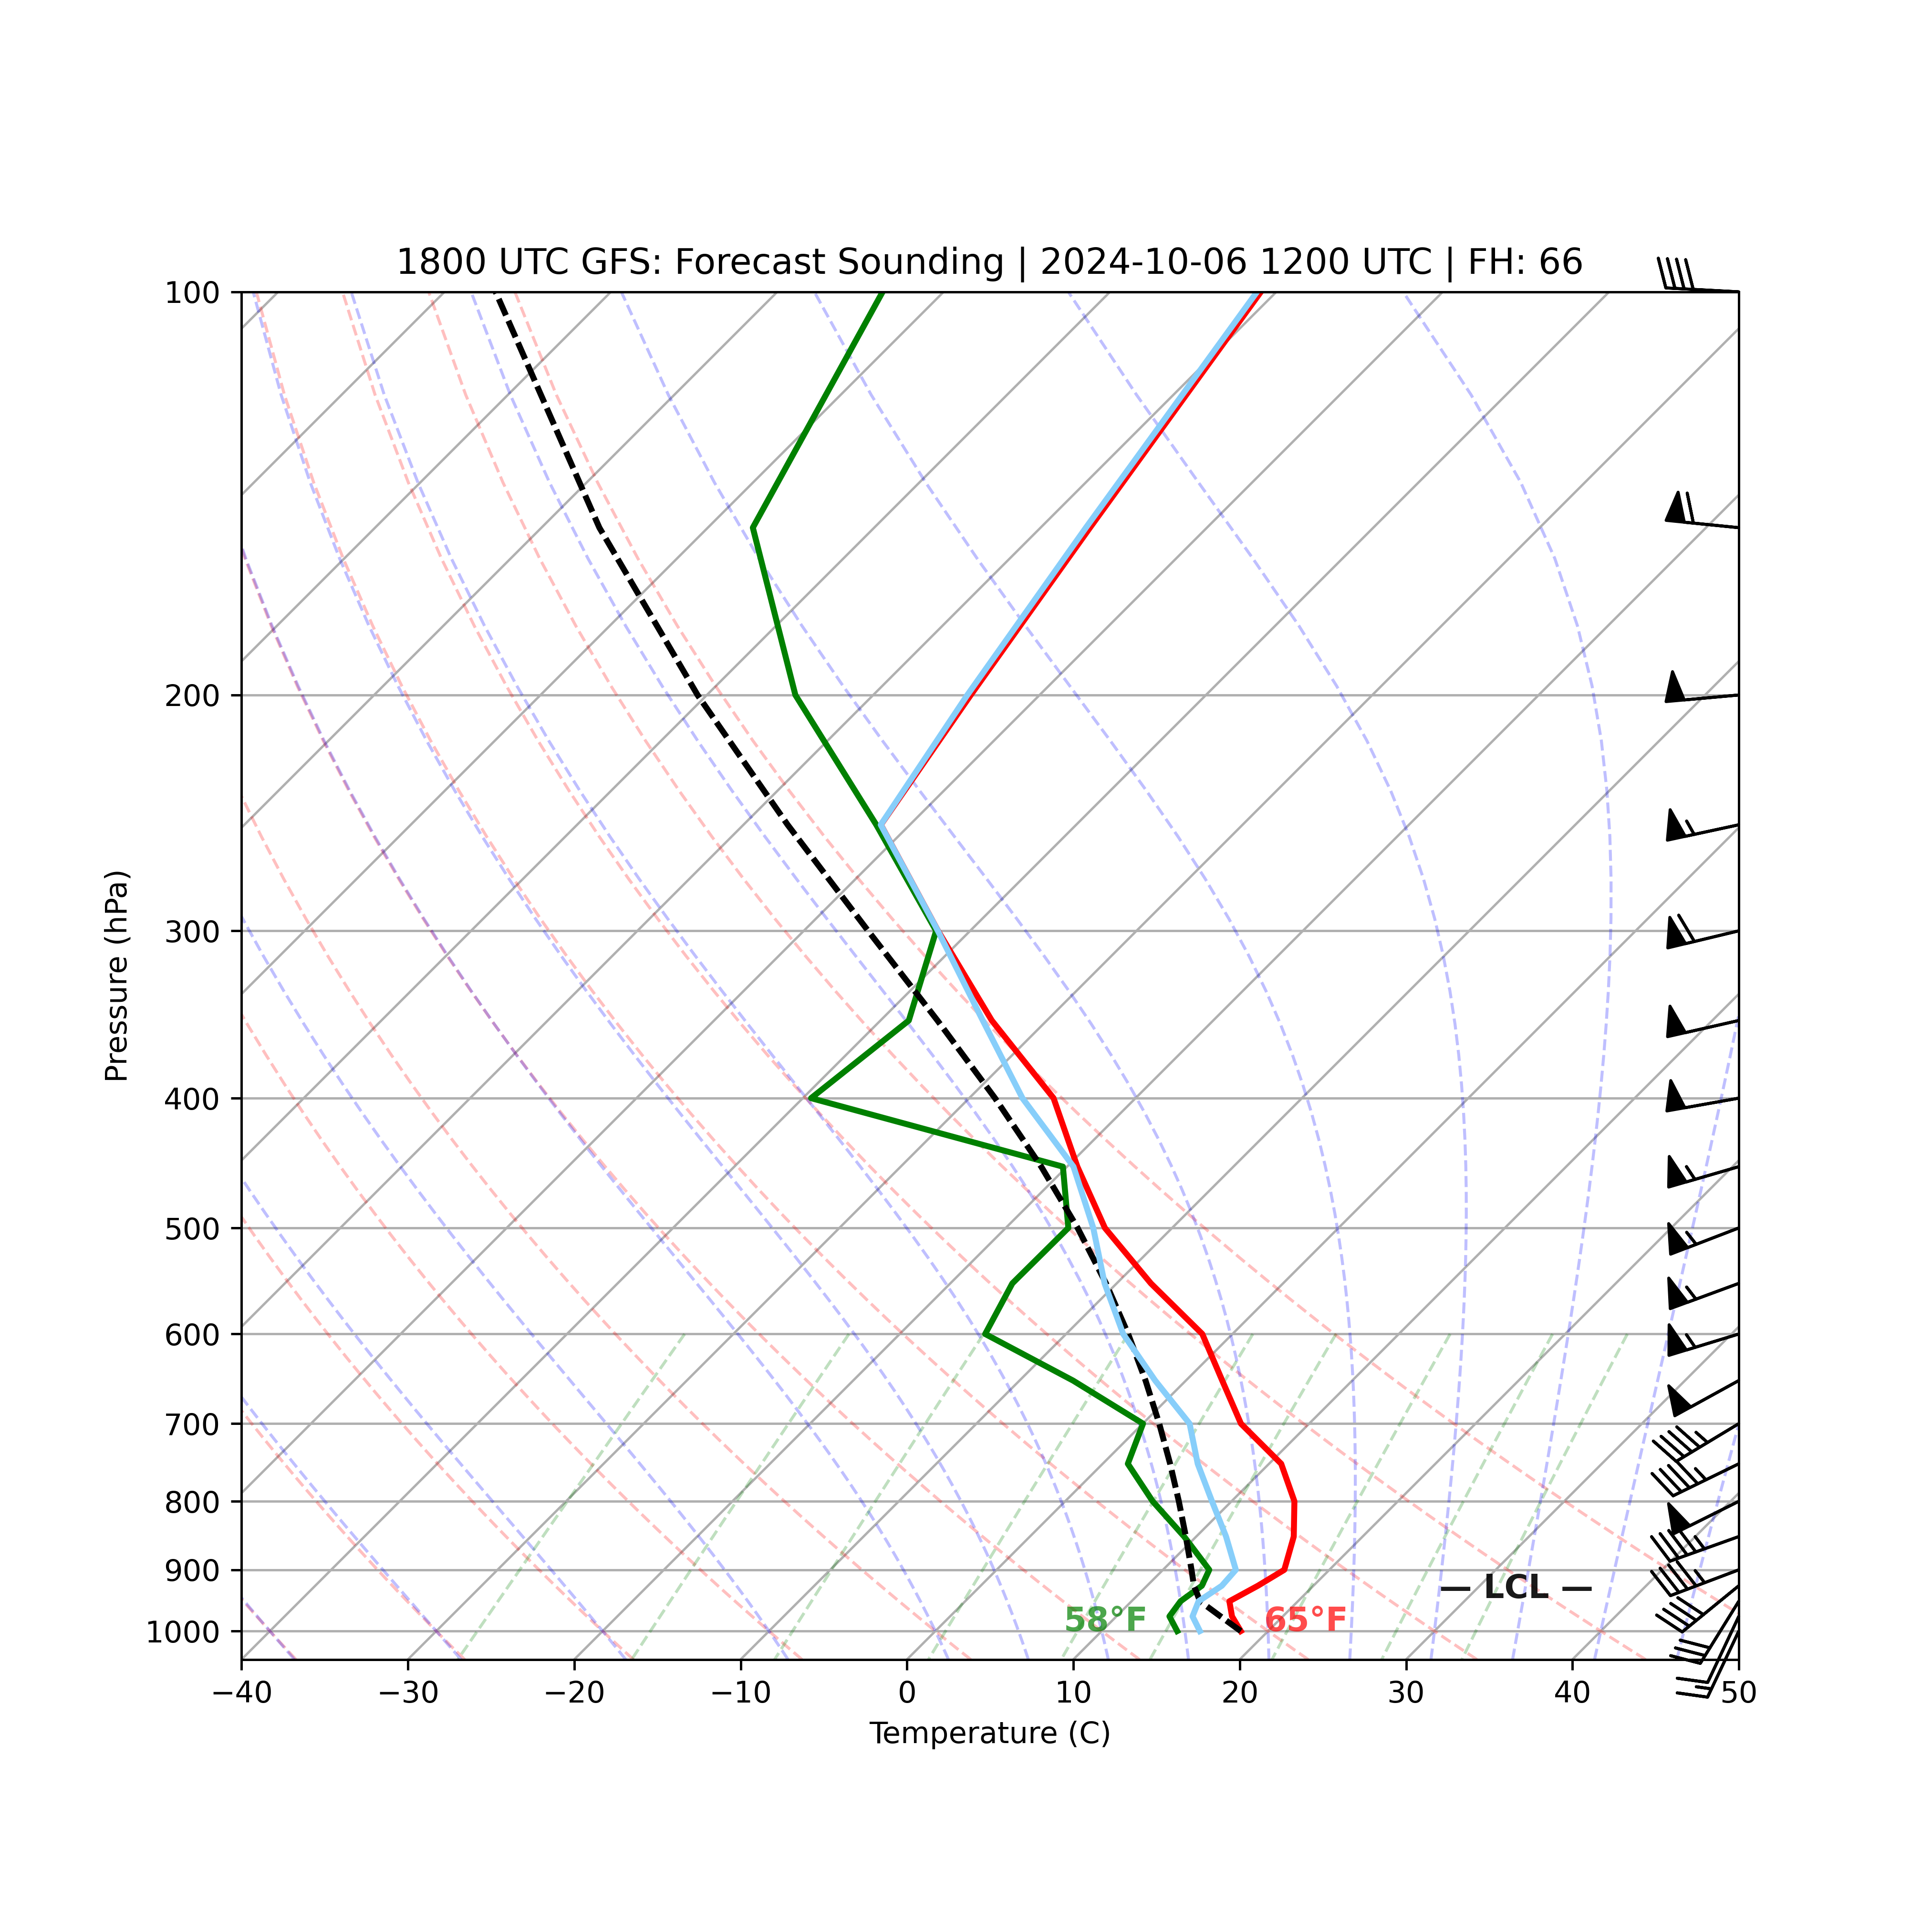 1800 UTC GFS: Forecast Sounding | 2024-10-06 1200 UTC | FH: 66
100
200
300
400
500
600
700
800
900
1000
Pressure (hPa)
— LCL —
58°F
65°F
−40 −30 −20 −10 0 10 20 30 40 50
Temperature (C)